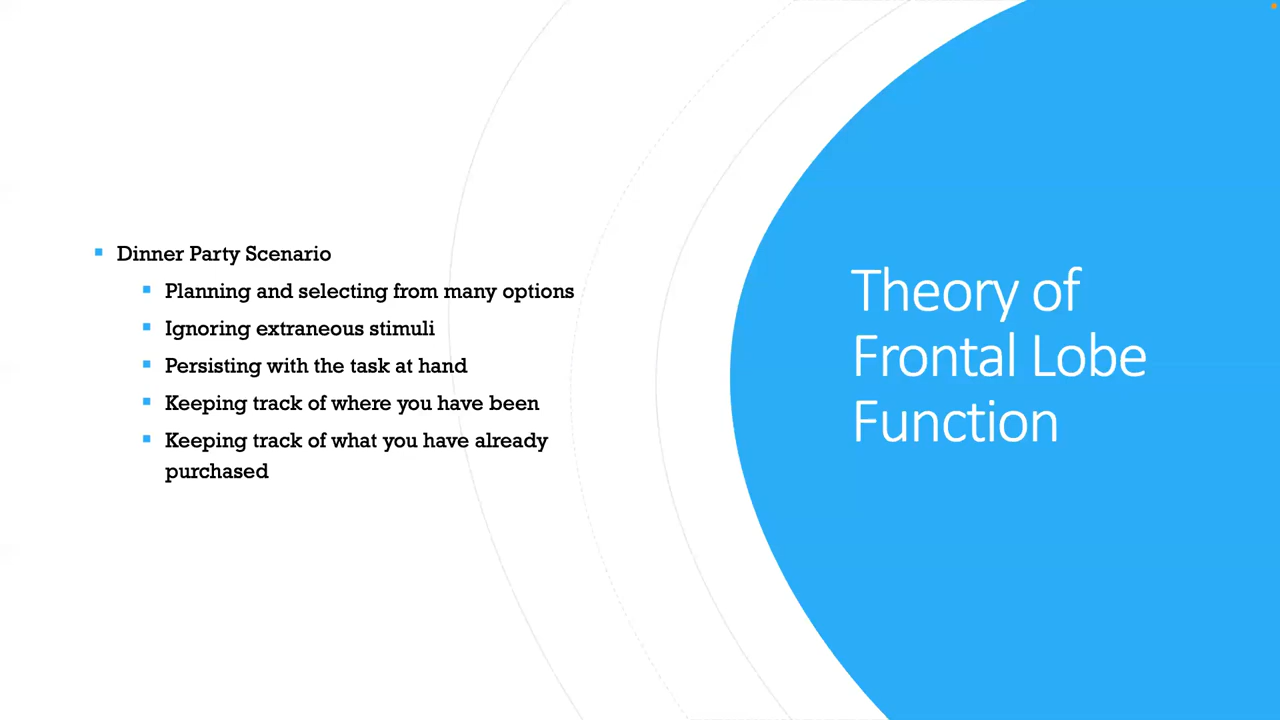 Dinner Party Scenario
Planning and selecting from many options
Ignoring extraneous stimuli
Persisting with the task at hand
Keeping track of where you have been
Keeping track of what you have already
purchased
Theory of
Frontal Lobe
Function